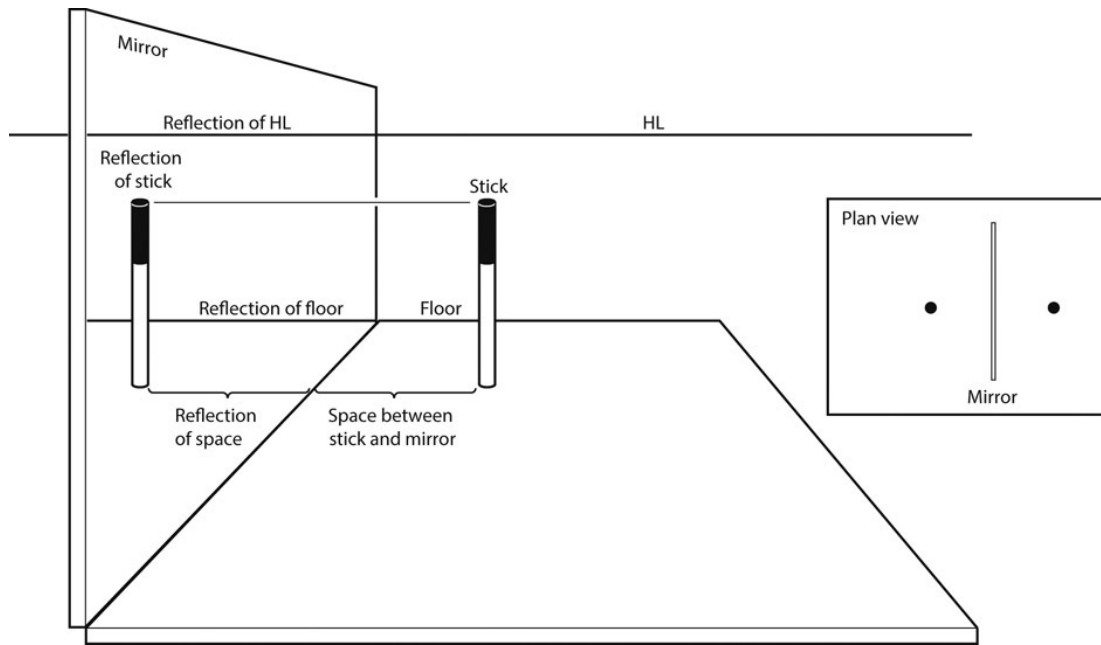 Mirror
Reflection of HL
HL
Reflection
of stick
Stick
Plan view
Reflection of floor
Floor
Mirror
Reflection
of space
Space between
stick and mirror